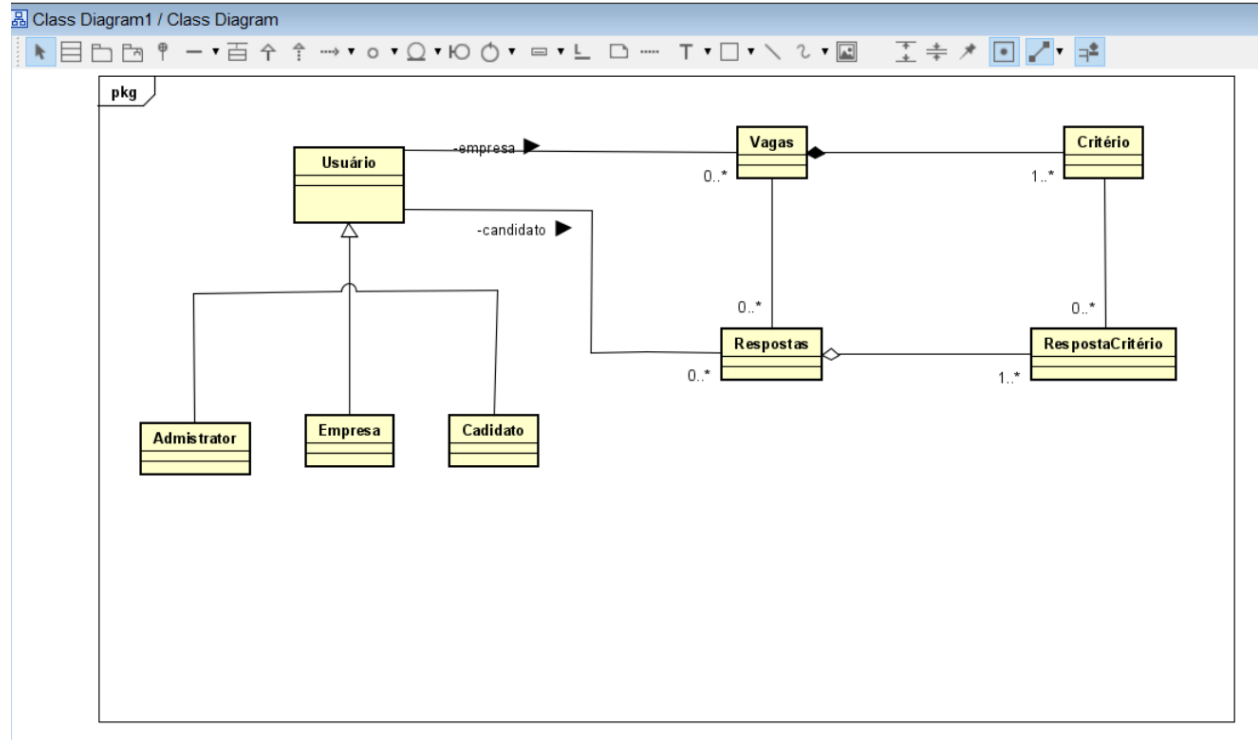 Class Diagram1 / Class Diagram
pkg
-empresa
Vagas
Critério
Usuário
0..*
1..*
-candidato
0..*
0..*
Respostas
RespostaCritério
0..*
1..*
Admistrator
Empresa
Cadidato